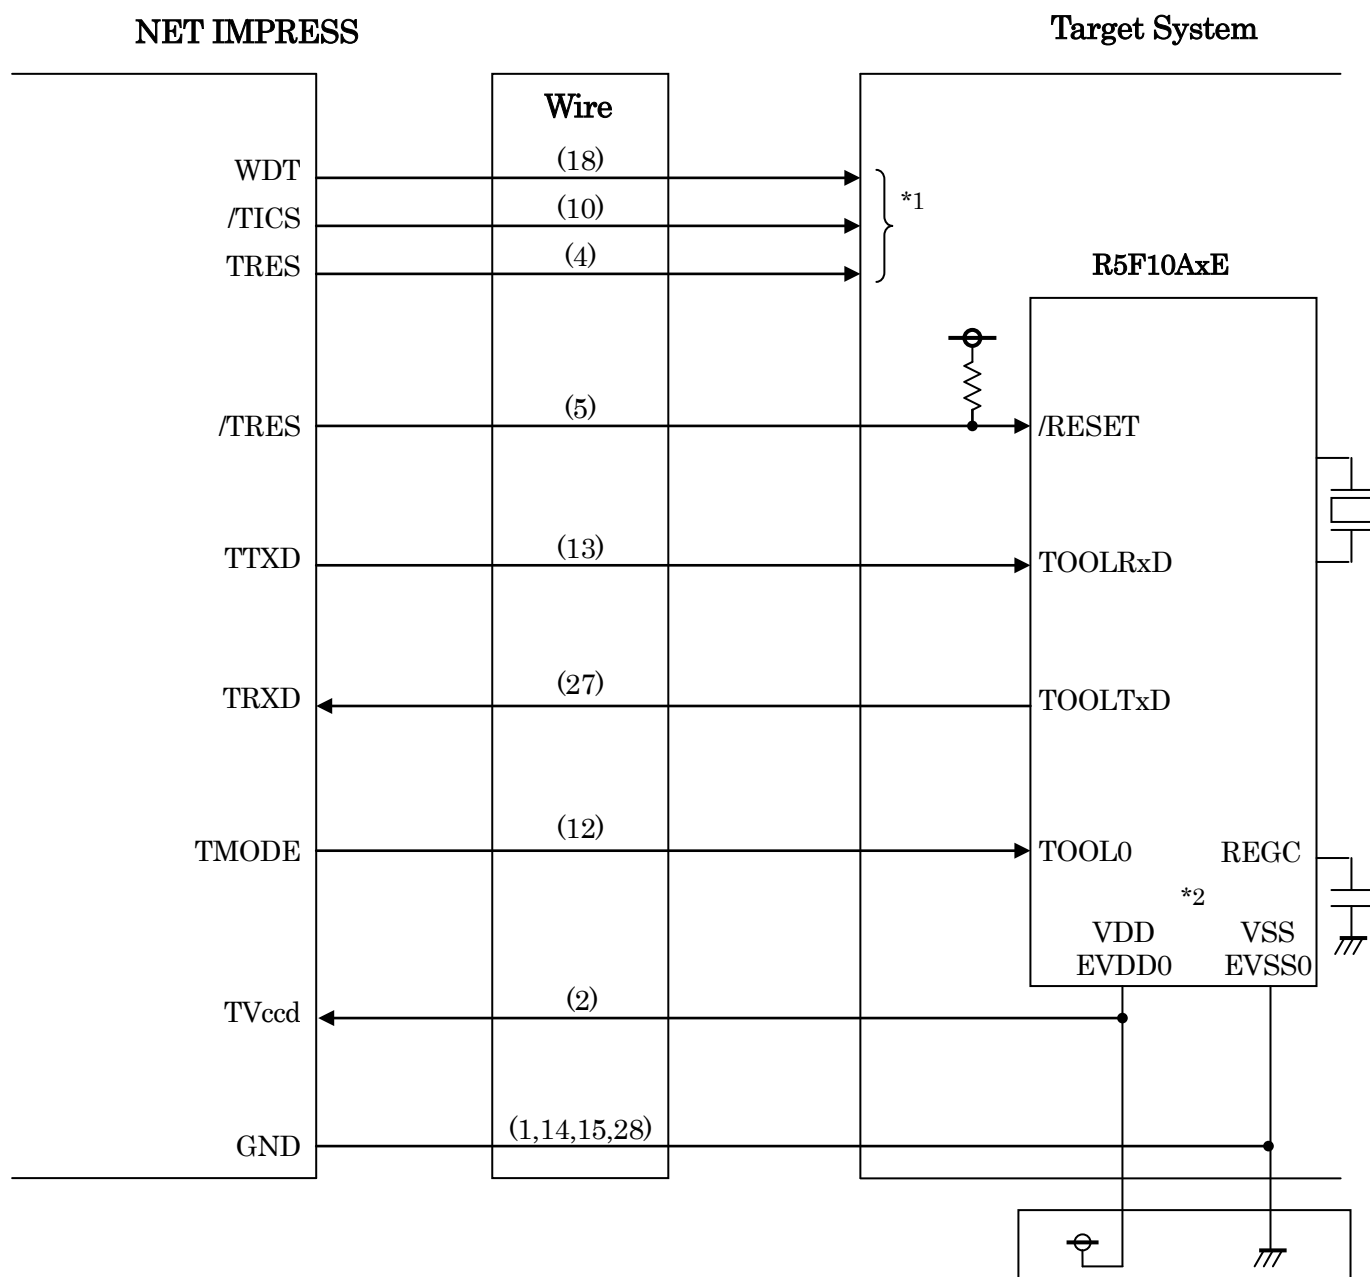 NET IMPRESS
Target System
Wire
WDT
(18)
*1
/TICS
(10)
TRES
(4)
R5F10AxE
/TRES
(5)
/RESET
TTXD
(13)
TOOLRxD
TRXD
(27)
TOOLTxD
TMODE
(12)
TOOL0
REGC
*2
VDD
VSS
EVDD0
EVSS0
TVccd
(2)
GND
(1,14,15,28)